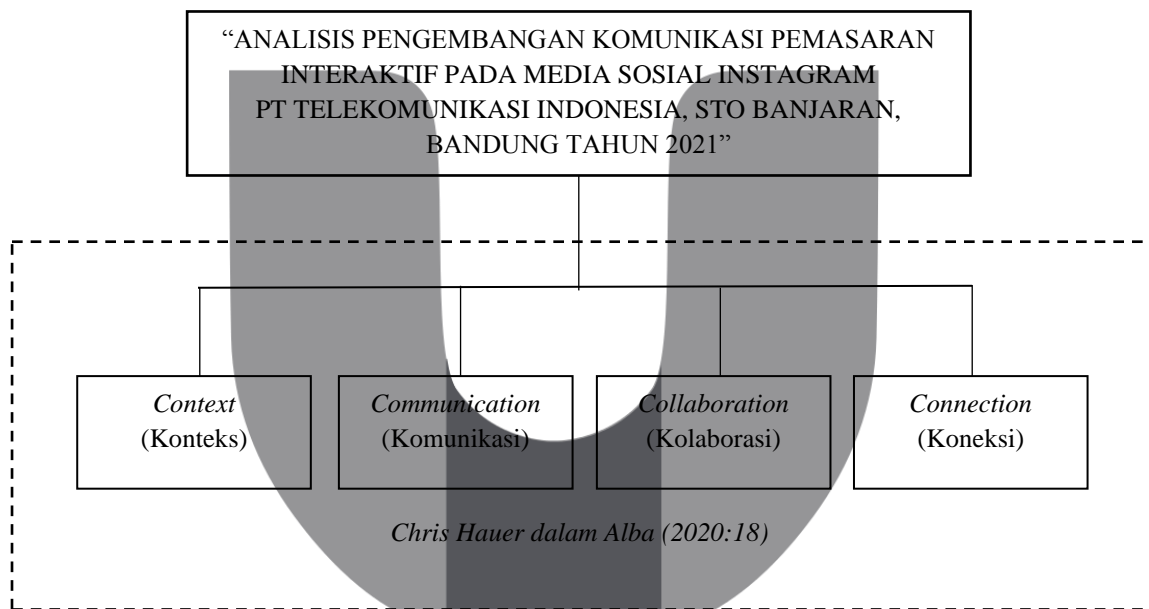 “ANALISIS PENGEMBANGAN KOMUNIKASI PEMASARAN
INTERAKTIF PADA MEDIA SOSIAL INSTAGRAM
PT TELEKOMUNIKASI INDONESIA, STO BANJARAN,
BANDUNG TAHUN 2021”
Context
(Konteks)
Communication
(Komunikasi)
Collaboration
(Kolaborasi)
Connection
(Koneksi)
Chris Hauer dalam Alba (2020:18)